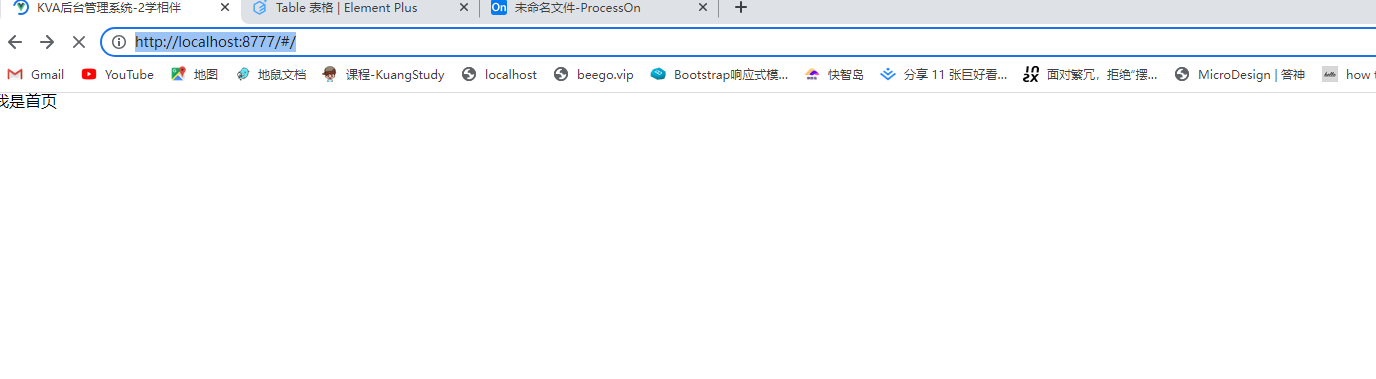 KVA后台管理系统-2学相伴 Table 表格 | Element Plus On 未命名文件-ProcessOn
http://localhost:8777/#/
Gmail YouTube 地图 地鼠文档 课程-KuangStudy localhost beego.vip Bootstrap响应式模... 快智岛 分享 11 张巨好看... 面对繁冗，拒绝“摆... MicroDesign | 答神 how t
我是首页